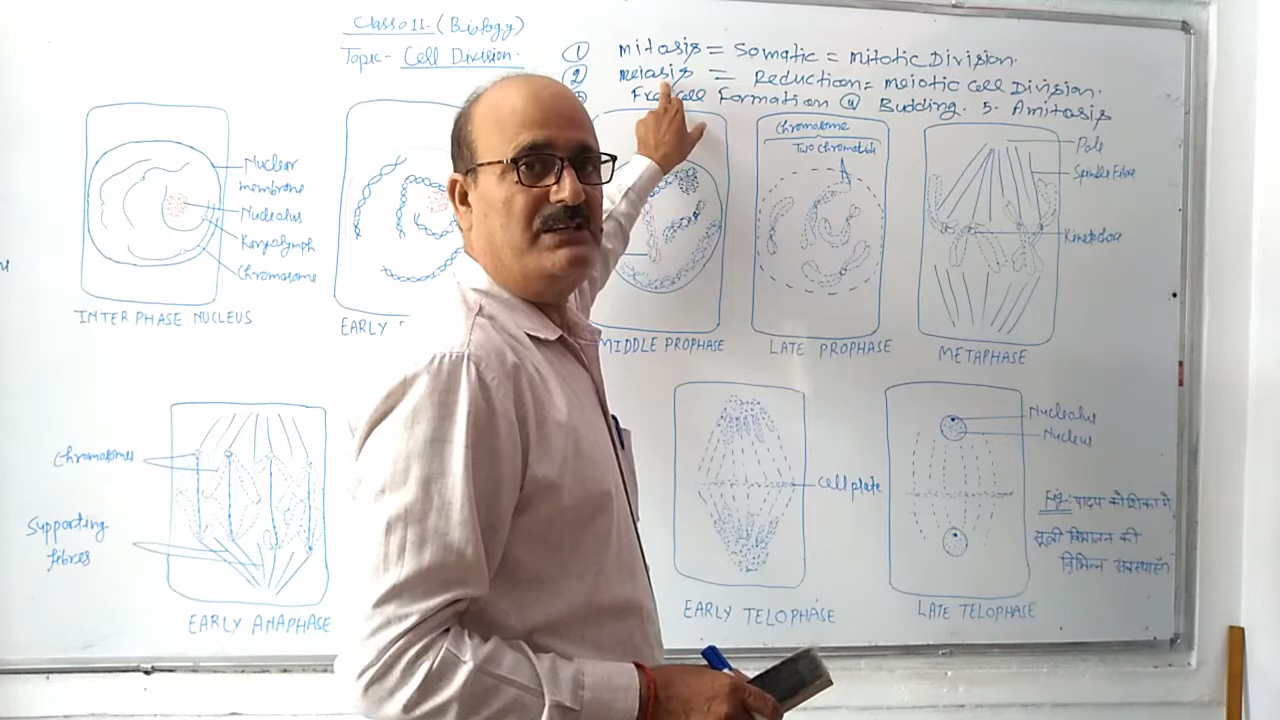 Class 11- (Biology)
Topic- Cell Division.
① mitosis = Somatic = mitotic Division.
② meiosis = Reduction = meiotic cell Division.
Free cell Formation ④ Budding. 5. Amitosis
Nuclear
membrane
Nucleolus
Karyolymph
Chromosome
INTERPHASE NUCLEUS
EARLY
MIDDLE PROPHASE
Chromosome
Two chromatids
LATE PROPHASE
Pole
Spindle Fibre
Kinetochore
METAPHASE
Chromosomes
Supporting
febres
EARLY ANAPHASE
cell plate
EARLY TELOPHASE
Nucleolus
Nucleus
LATE TELOPHASE
Fig:- पादप कोशिका में
सूत्री विभाजन की
विभिन्न अवस्थाएँ